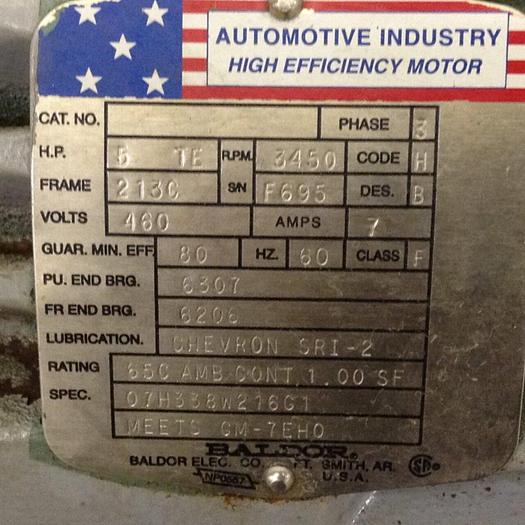 AUTOMOTIVE INDUSTRY
HIGH EFFICIENCY MOTOR
CAT. NO. PHASE 3
H.P. 5 TE R.P.M. 3450 CODE H
FRAME 213C S/N F695 DES. B
VOLTS 460 AMPS 7
GUAR. MIN. EFF. 80 HZ. 60 CLASS F
PU. END BRG. 6307
FR END BRG. 6206
LUBRICATION. CHEVRON SRI-2
RATING 65C AMB CONT 1.00 SF
SPEC. 07H338W216G1
MEETS GM-7EHO
BALDOR
BALDOR ELEC. CO. FT. SMITH, AR.
U.S.A.
NP0887